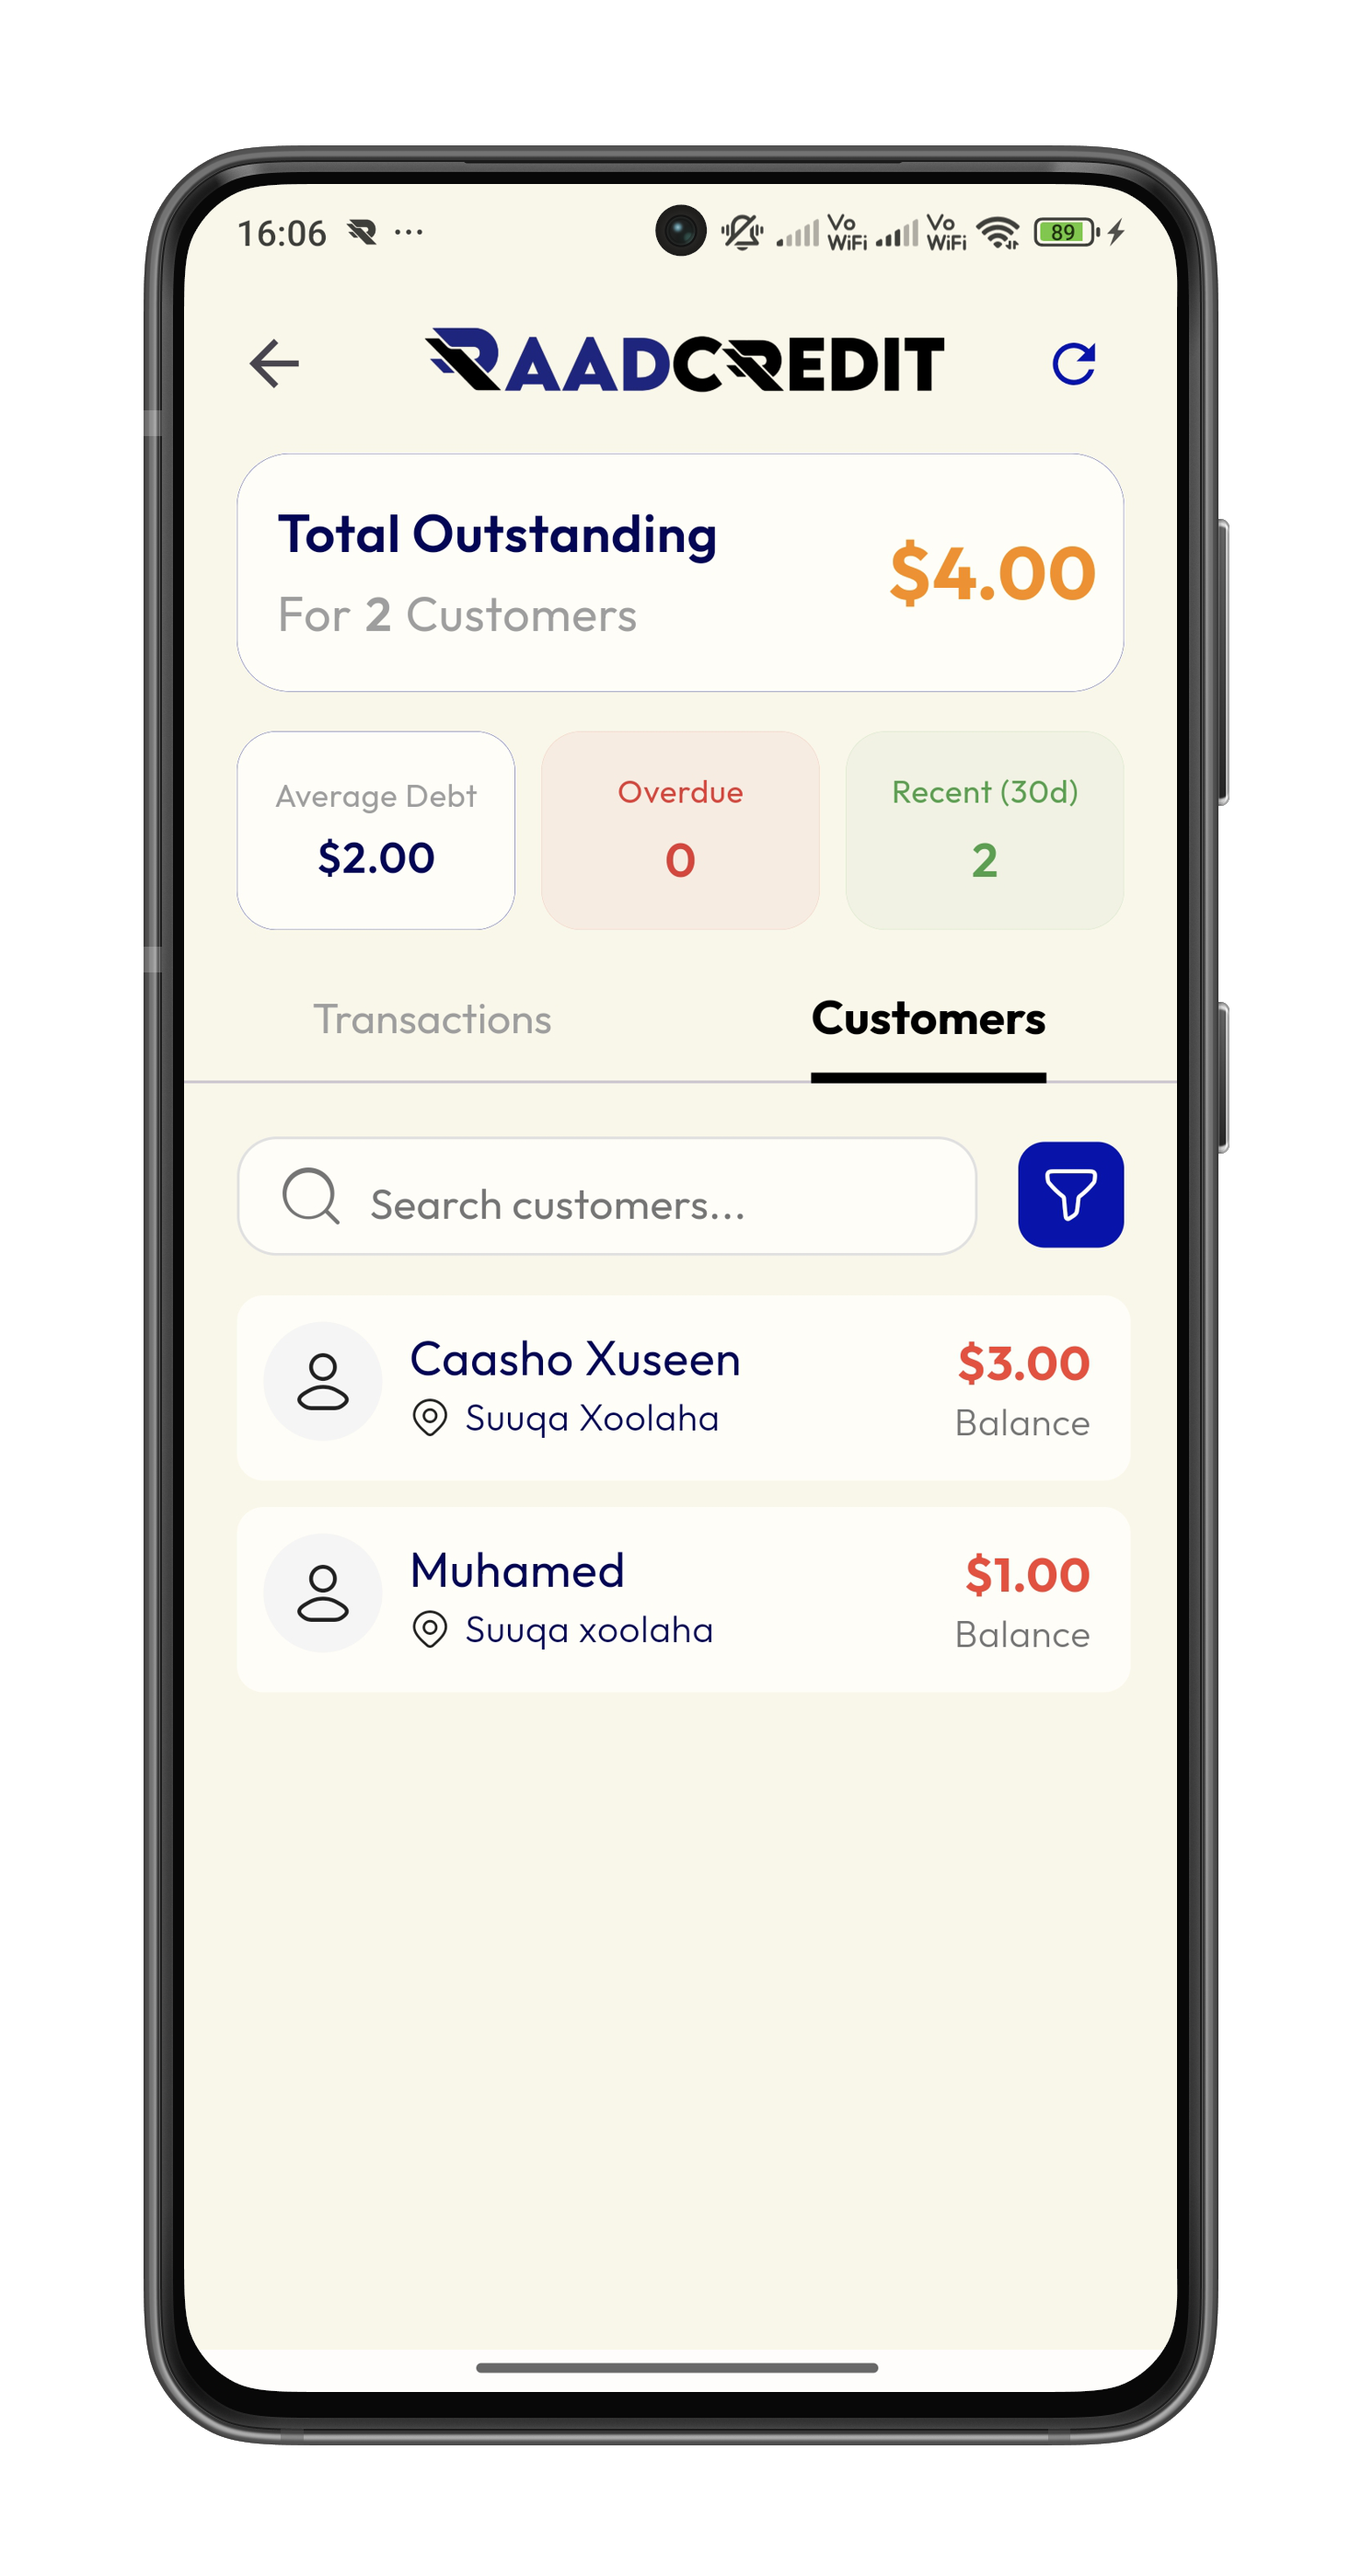 16:06 ...
Vo WiFi Vo WiFi 89
RAADCREDIT
Total Outstanding
For 2 Customers
$4.00
Average Debt
$2.00
Overdue
0
Recent (30d)
2
Transactions
Customers
Search customers...
Caasho Xuseen
Suuqa Xoolaha
$3.00
Balance
Muhamed
Suuqa xoolaha
$1.00
Balance